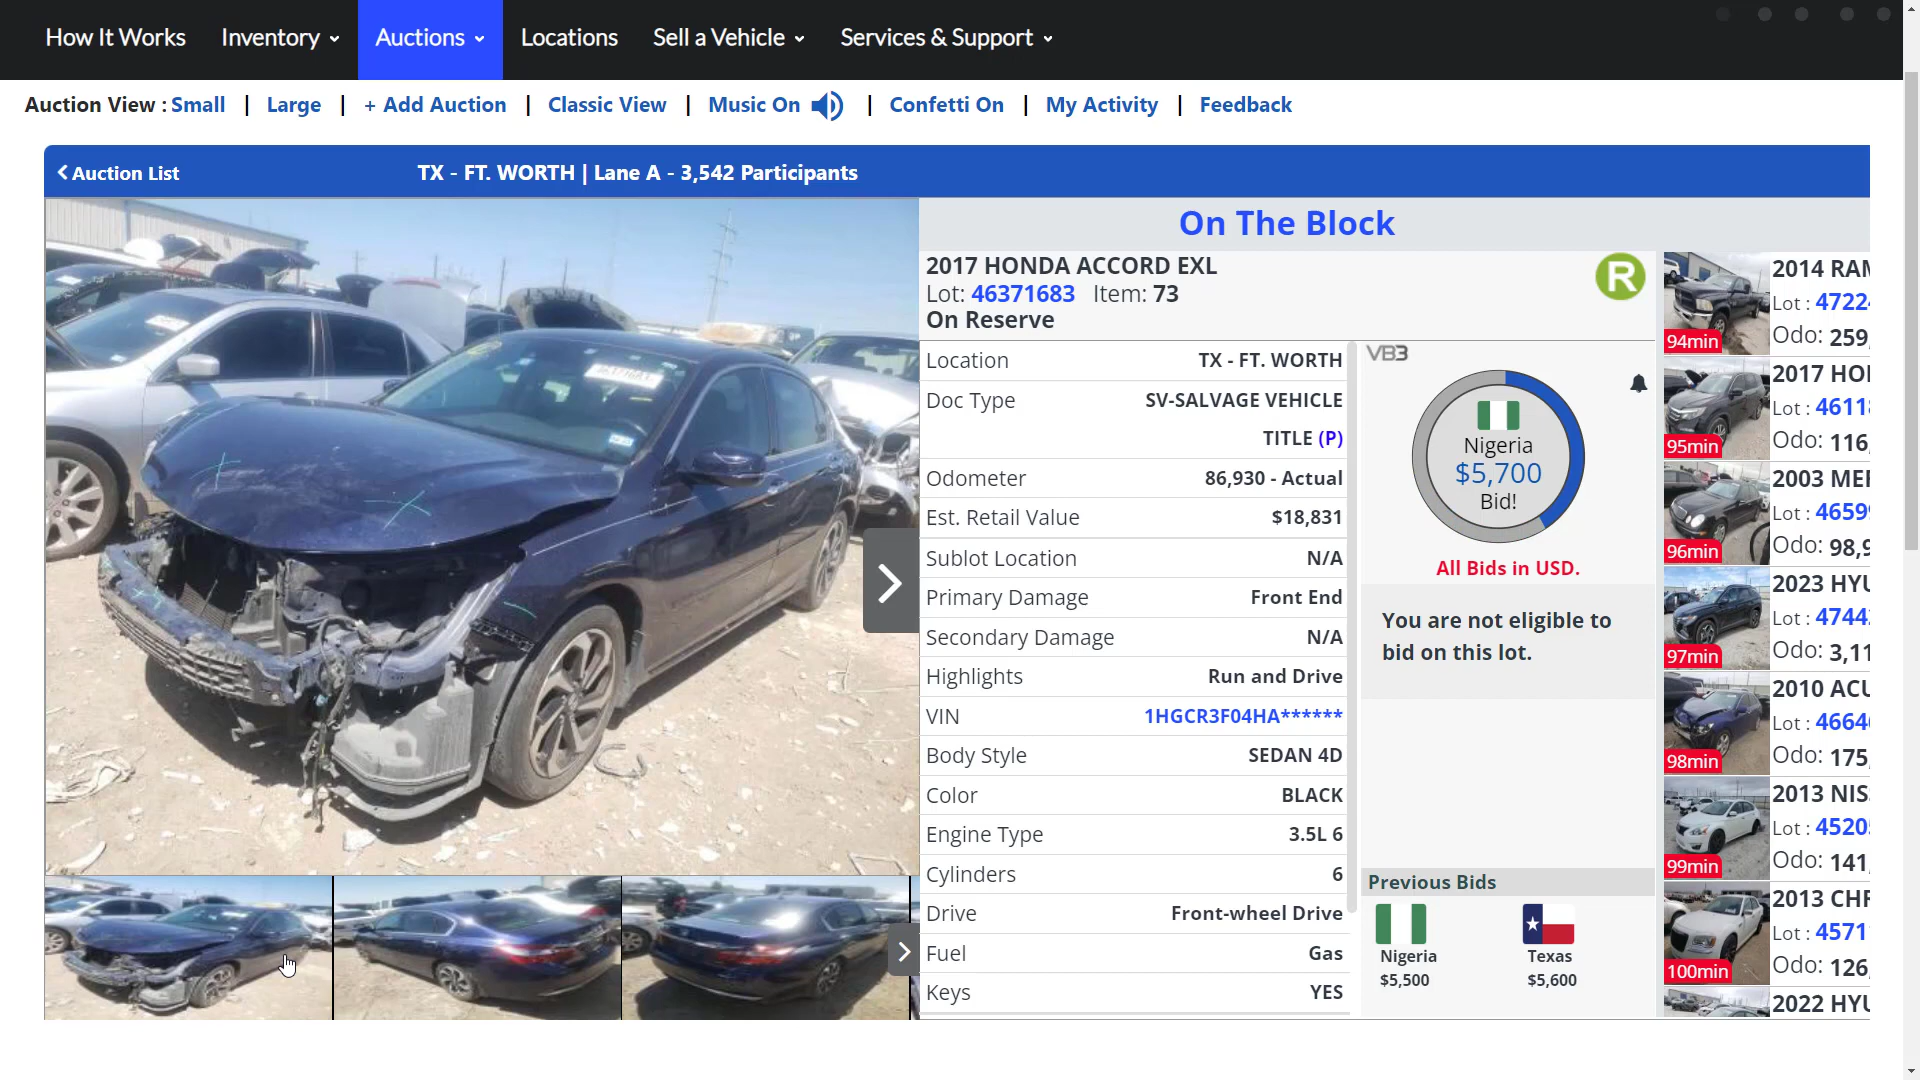 How It Works Inventory Auctions Locations Sell a Vehicle Services & Support
Auction View : Small | Large | + Add Auction | Classic View | Music On | Confetti On | My Activity | Feedback
Auction List
TX - FT. WORTH | Lane A - 3,542 Participants
On The Block
2017 HONDA ACCORD EXL
Lot: 46371683 Item: 73
On Reserve
R
Location TX - FT. WORTH
Doc Type SV-SALVAGE VEHICLE
TITLE (P)
Odometer 86,930 - Actual
Est. Retail Value $18,831
Sublot Location N/A
Primary Damage Front End
Secondary Damage N/A
Highlights Run and Drive
VIN 1HGCR3F04HA******
Body Style SEDAN 4D
Color BLACK
Engine Type 3.5L 6
Cylinders 6
Drive Front-wheel Drive
Fuel Gas
Keys YES
VB3
Nigeria
$5,700
Bid!
All Bids in USD.
You are not eligible to
bid on this lot.
Previous Bids
Nigeria
$5,500
Texas
$5,600
94min
2014 RAM
Lot : 4722
Odo: 259,
95min
2017 HO
Lot : 4611
Odo: 116,
96min
2003 ME
Lot : 4659
Odo: 98,9
97min
2023 HYU
Lot : 4744
Odo: 3,11
98min
2010 ACU
Lot : 4664
Odo: 175,
99min
2013 NIS
Lot : 4520
Odo: 141,
100min
2013 CHR
Lot : 4571
Odo: 126,
2022 HYU